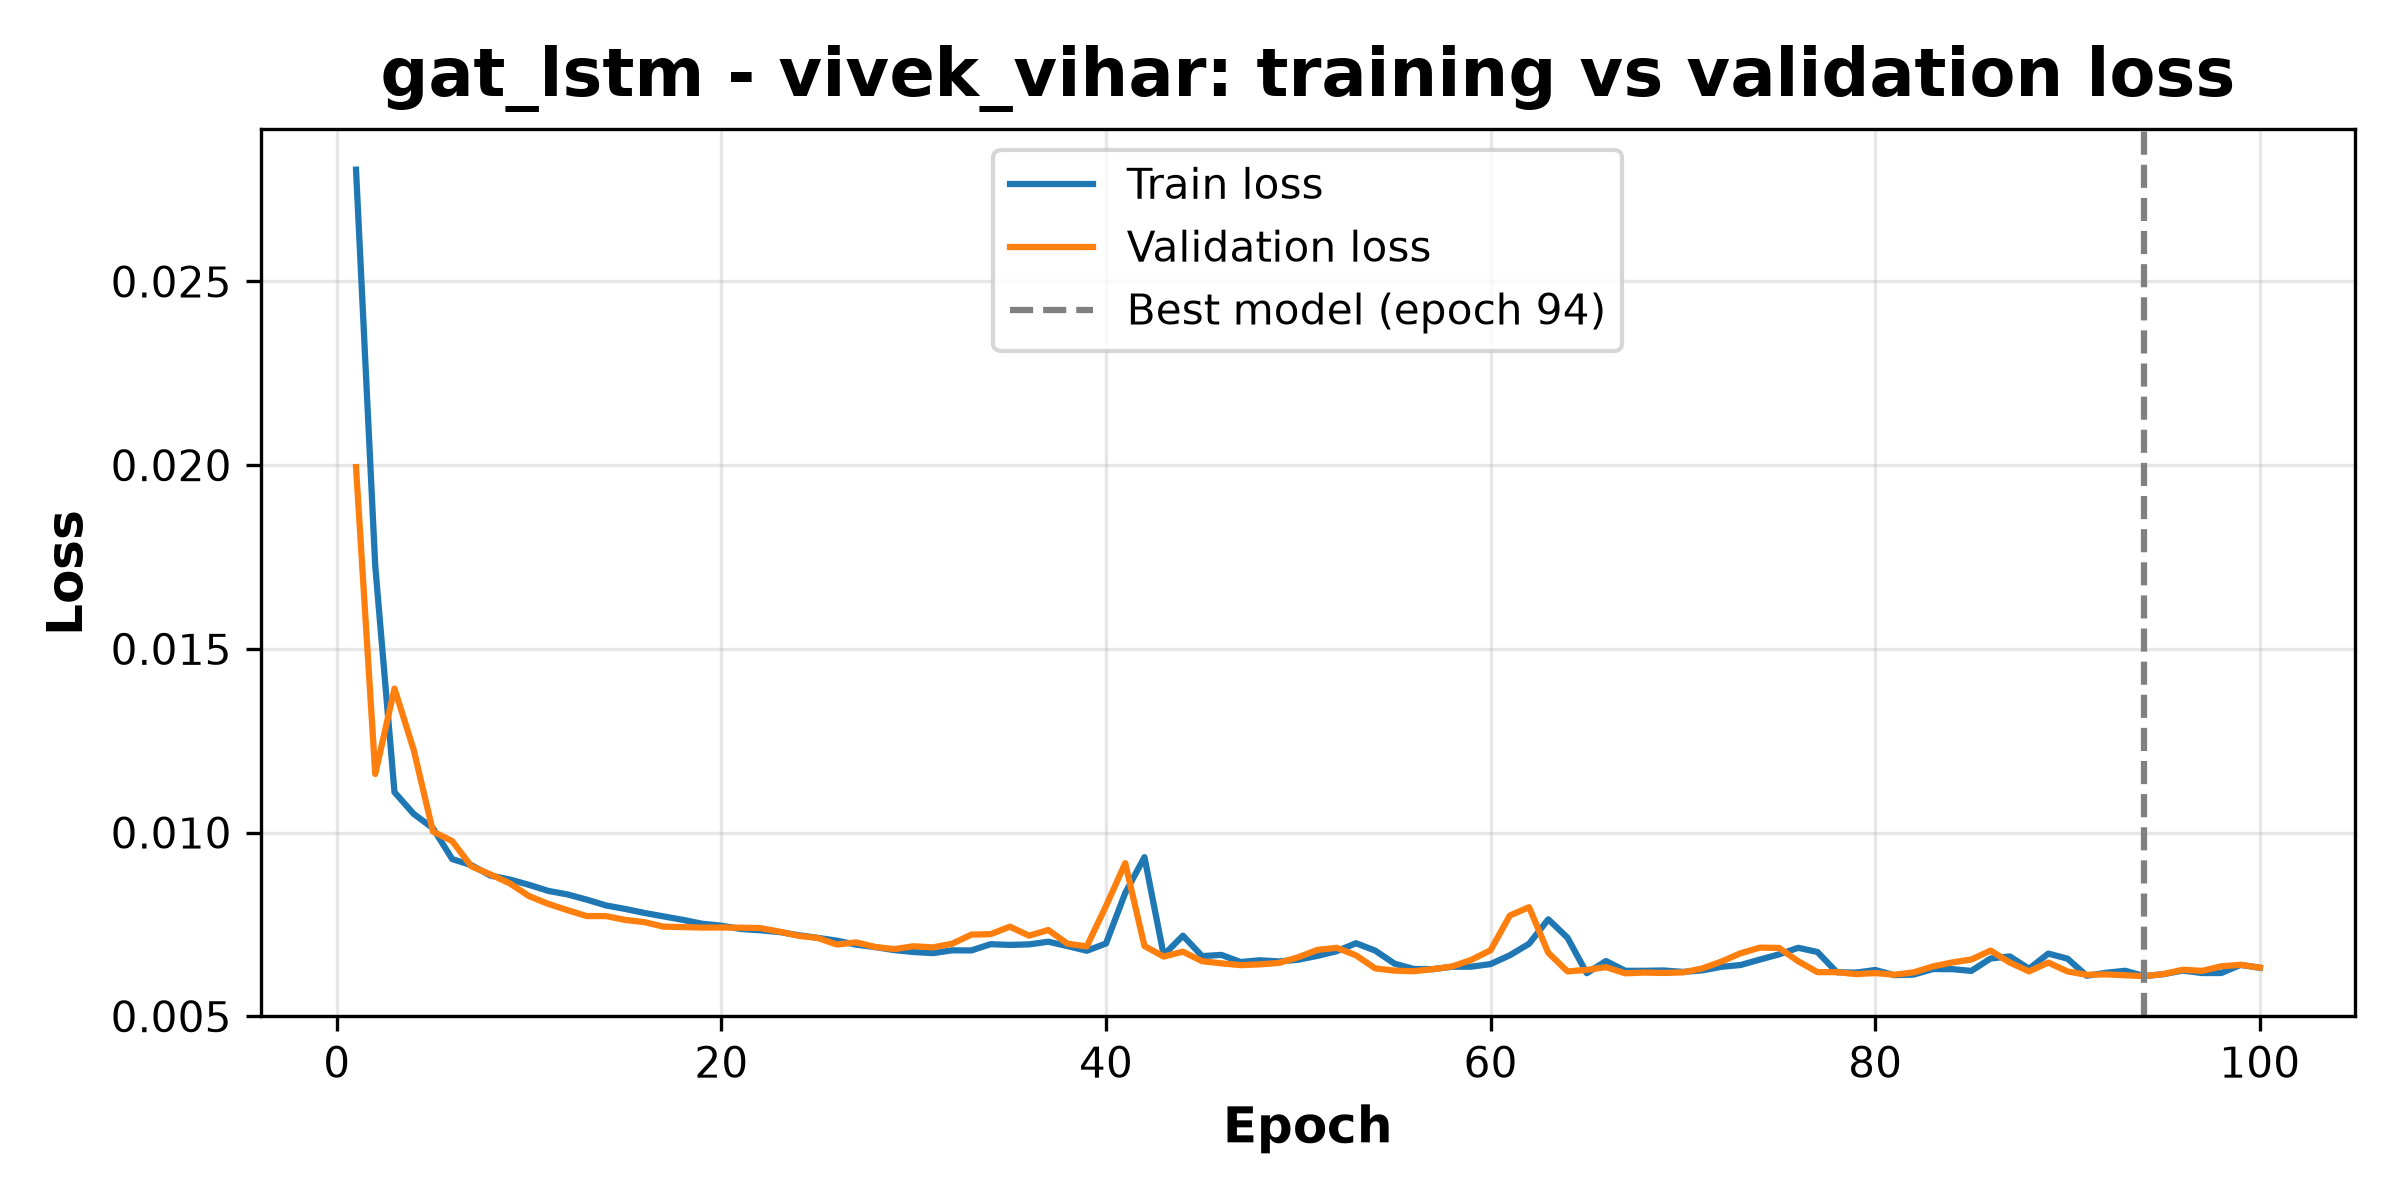 gat_lstm - vivek_vihar: training vs validation loss
Train loss
Validation loss
Best model (epoch 94)
0.025
0.020
0.015
0.010
0.005
Loss
0 20 40 60 80 100
Epoch